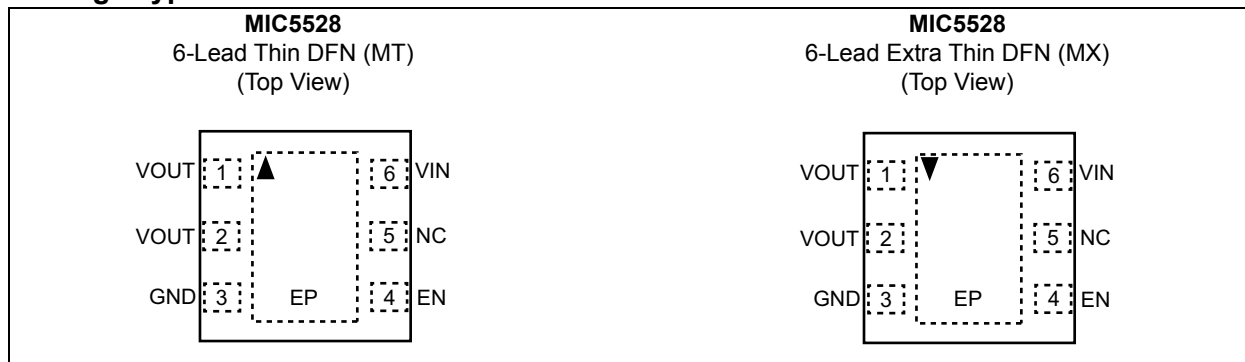 MIC5528
6-Lead Thin DFN (MT)
(Top View)
VOUT 1 6 VIN
VOUT 2 5 NC
GND 3 EP 4 EN
MIC5528
6-Lead Extra Thin DFN (MX)
(Top View)
VOUT 1 6 VIN
VOUT 2 5 NC
GND 3 EP 4 EN